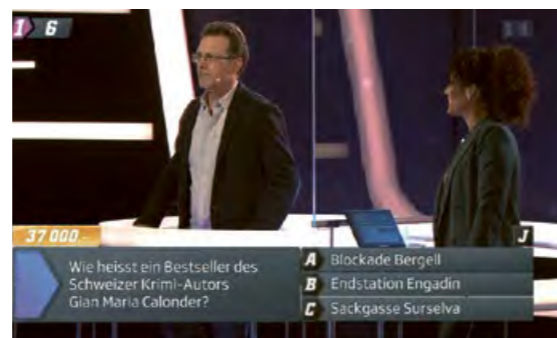 1 6
37 000.-
J
Wie heisst ein Bestseller des
Schweizer Krimi-Autors
Gian Maria Calonder?
A Blockade Bergell
B Endstation Engadin
C Sackgasse Surselva